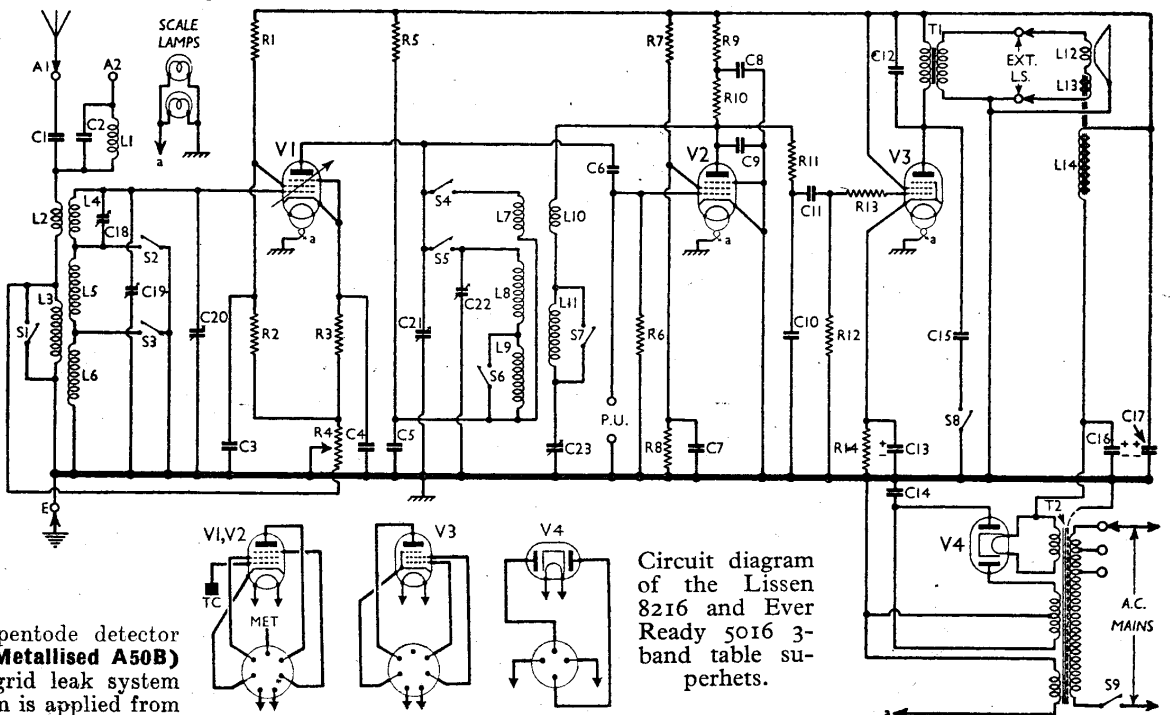 SCALE
LAMPS
A1
A2
C1
C2
L1
a
R1
R5
R7
R9
C8
R10
C12
T1
EXT.
L.S.
L12
L13
L14
V1
V2
V3
C6
C9
R11
C11
R13
a
a
a
L2
L4
C18
S2
L3
L5
C19
S1
S3
L6
C20
R2
R3
S4
L7
L10
S5
L8
C21
C22
L9
S6
L11
S7
R6
C10
R12
C15
P.U.
C3
R4
C4
C5
C23
R8
C7
R14
+
-
C13
S8
C16
+
-
+
-
C17
E
C14
V4
T2
A.C.
MAINS
S9
a
V1,V2
TC
MET
V3
V4
Circuit diagram
of the Lissen
8216 and Ever
Ready 5016 3-
band table su-
perhets.
pentode detector
Metallised A50B)
grid leak system
n is applied from